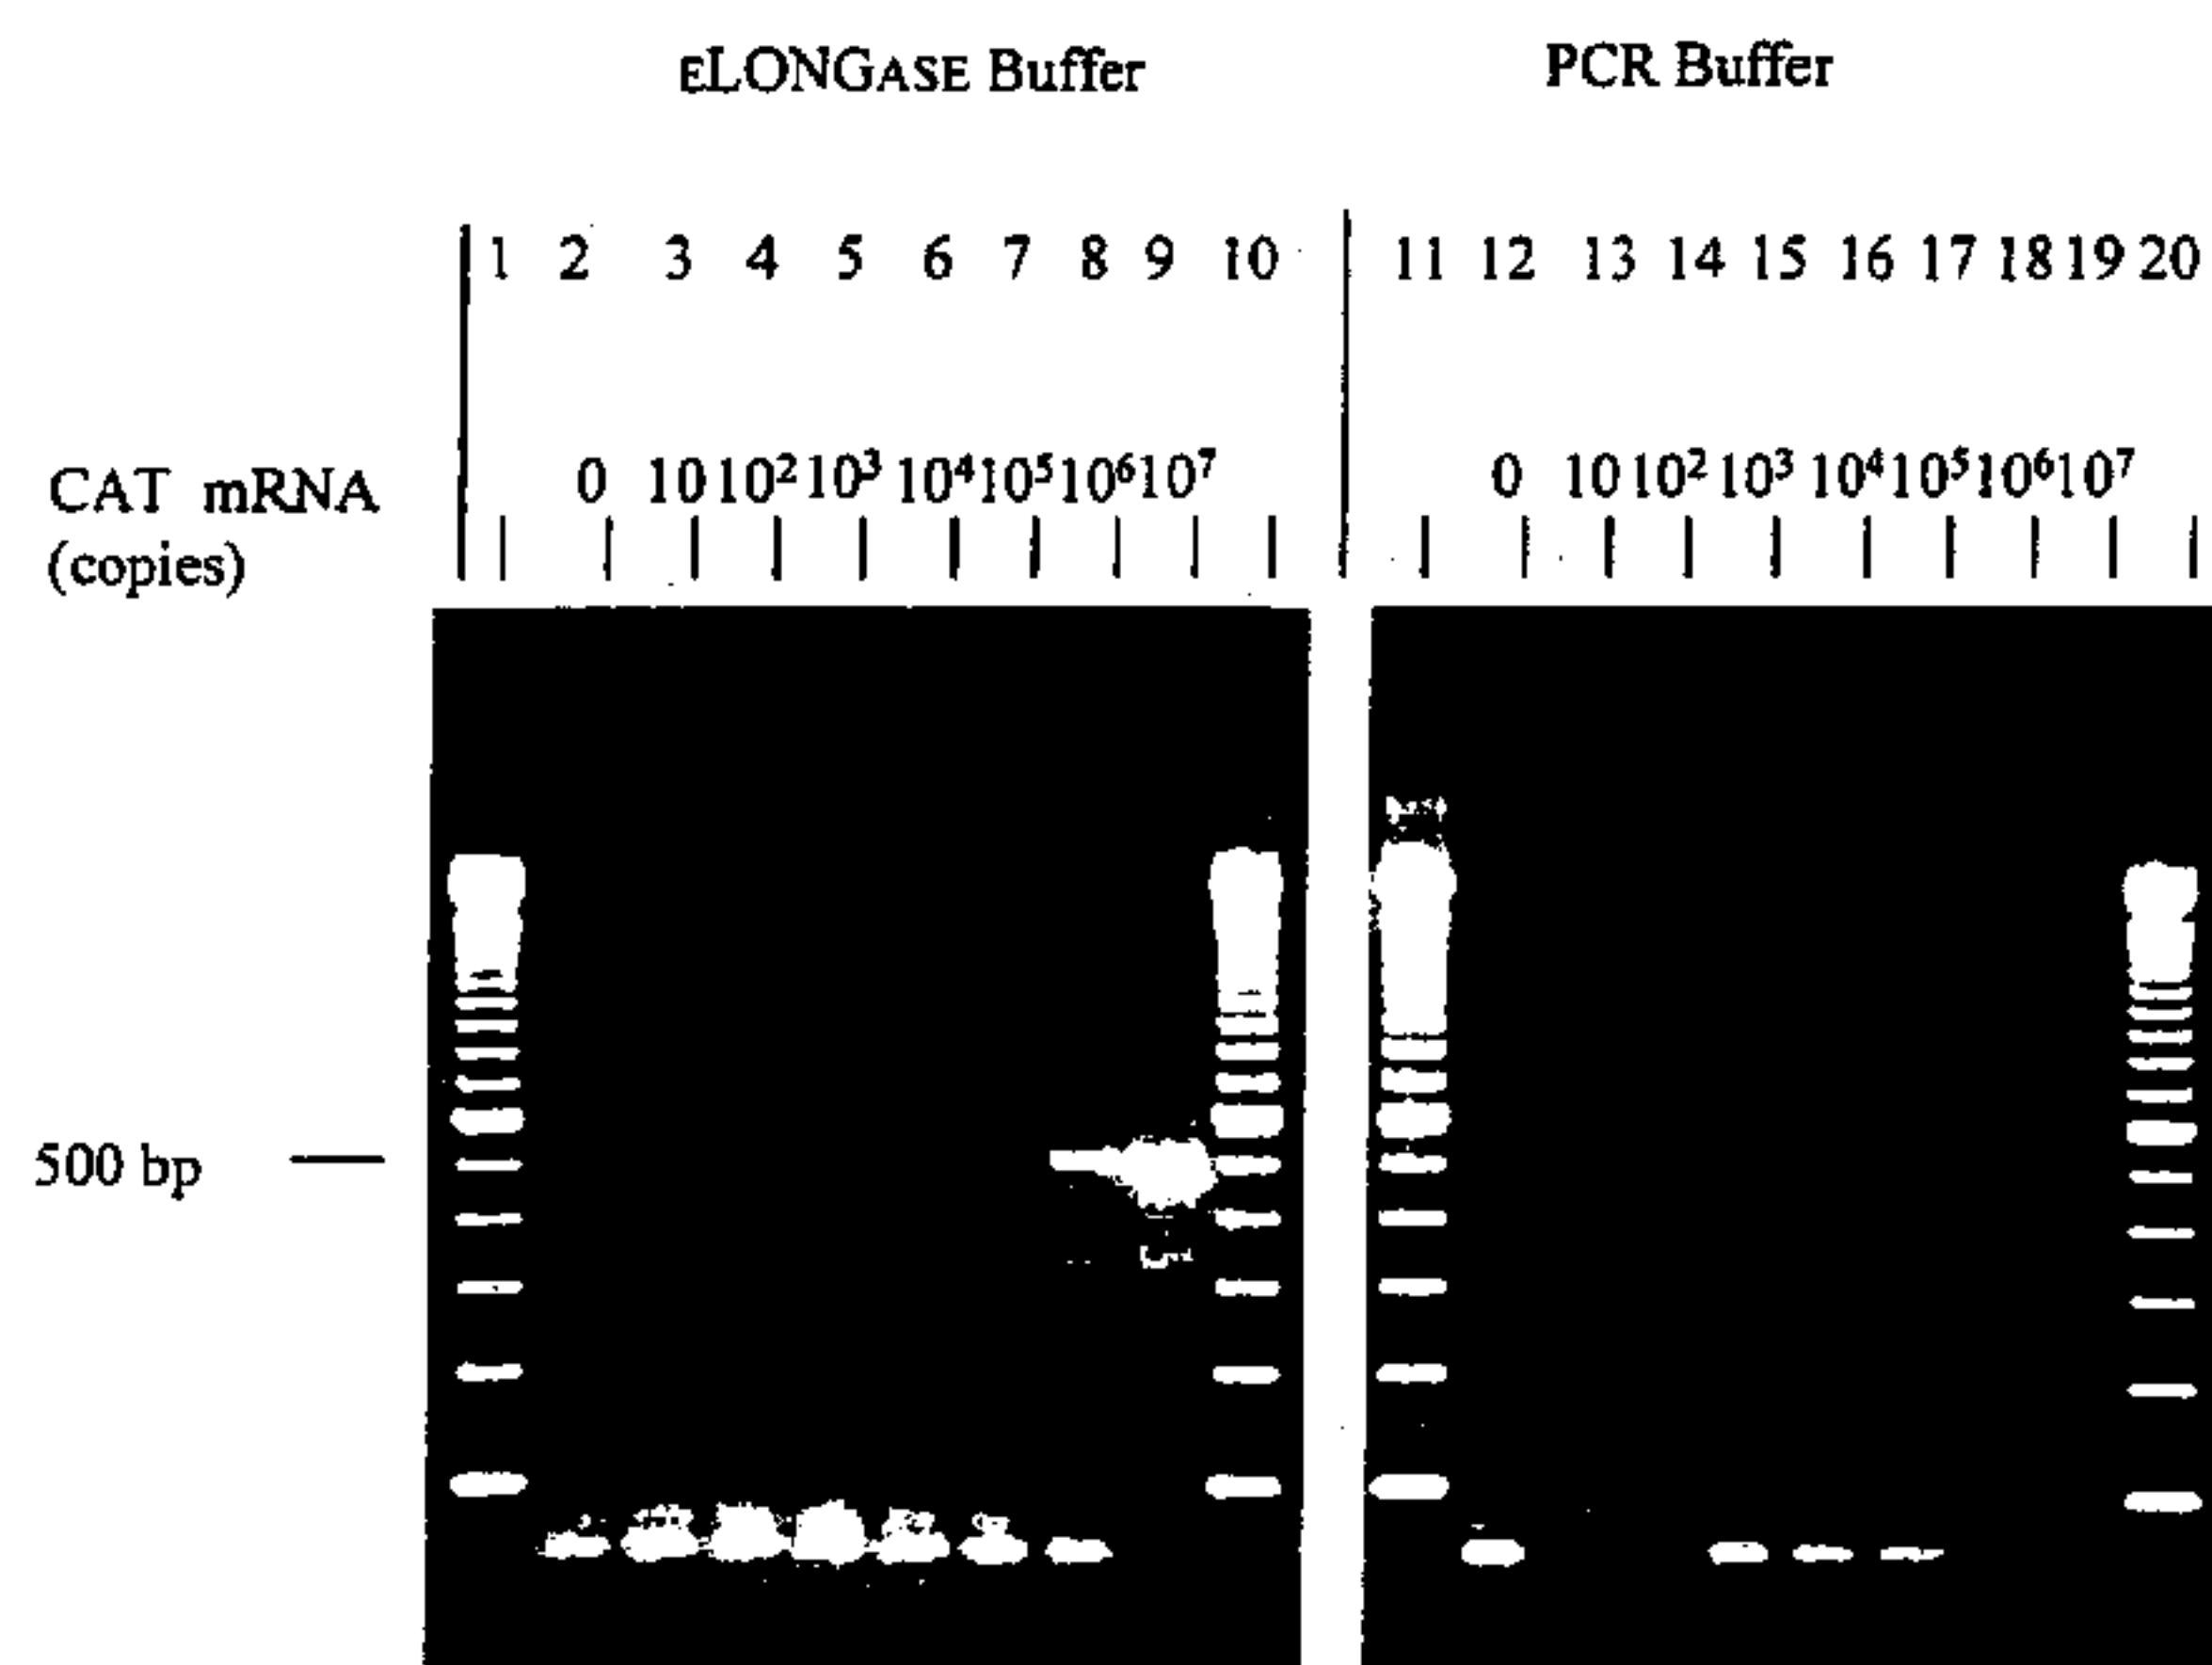 ELONGASE Buffer PCR Buffer
1 2 3 4 5 6 7 8 9 10 11 12 13 14 15 16 17 18 19 20
CAT mRNA 0 10 10² 10³ 10⁴ 10⁵ 10⁶ 10⁷ 0 10 10² 10³ 10⁴ 10⁵ 10⁶ 10⁷
(copies)
500 bp